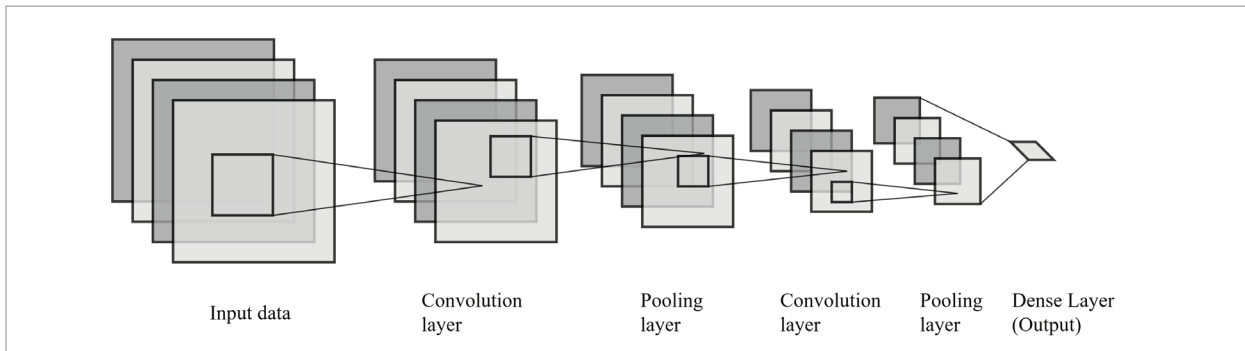 Input data
Convolution
layer
Pooling
layer
Convolution
layer
Pooling
layer
Dense Layer
(Output)